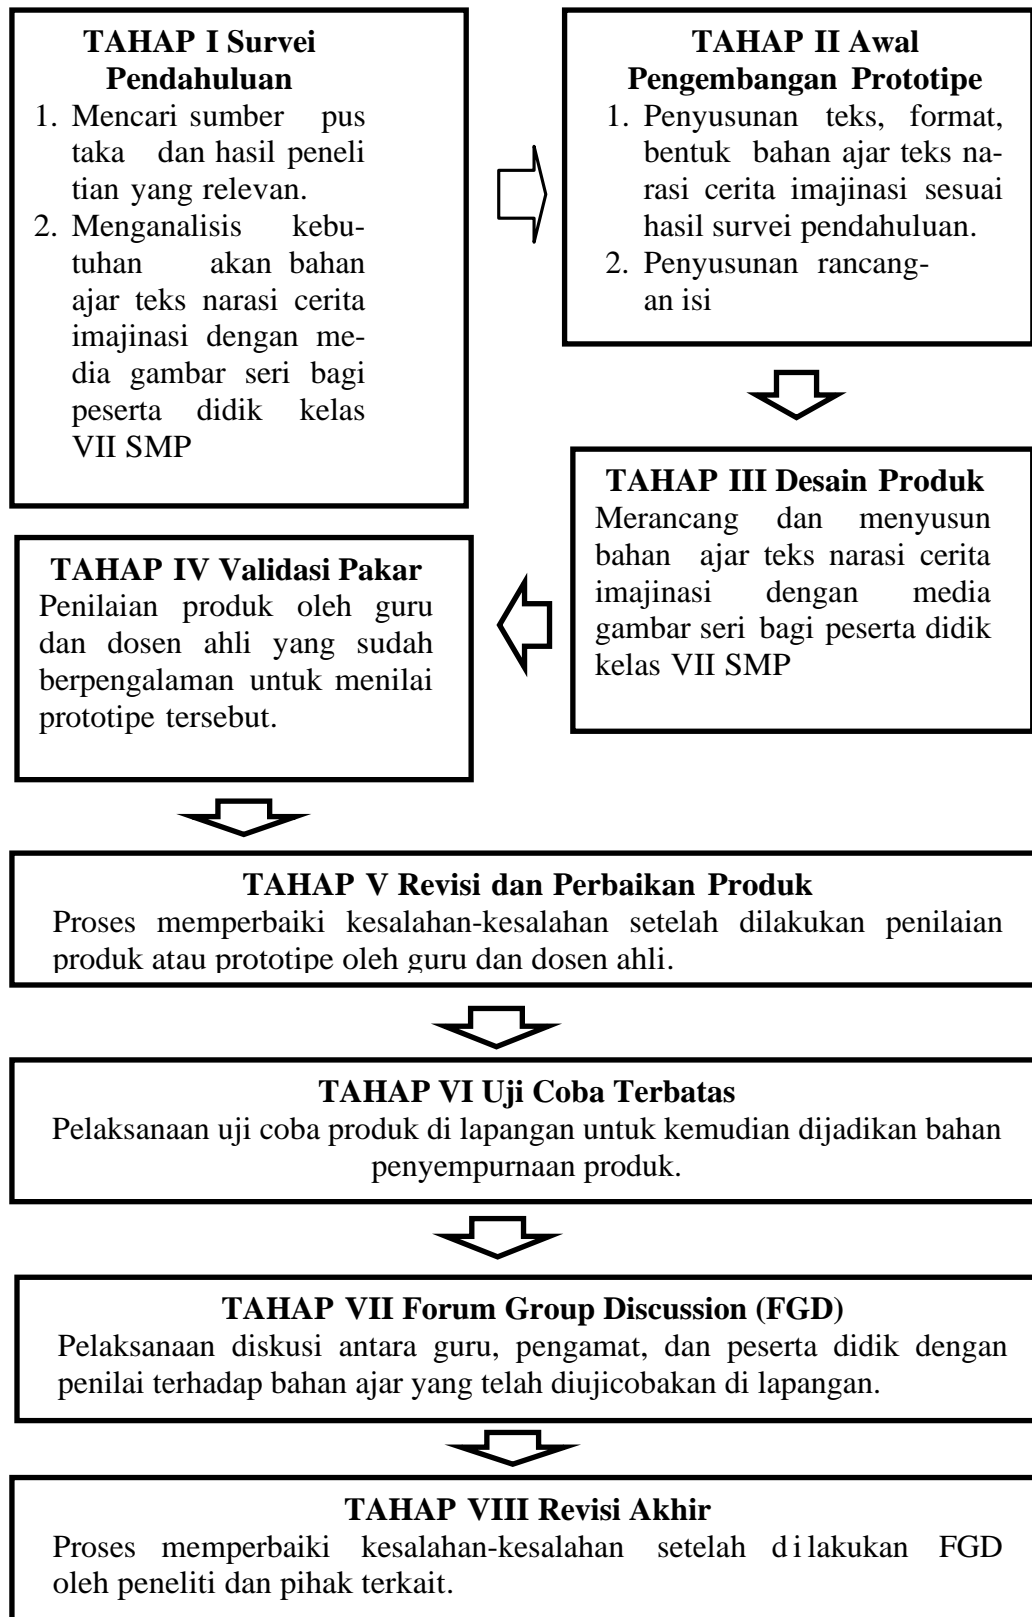 TAHAP I Survei
Pendahuluan
1. Mencari sumber pus
taka dan hasil peneli
tian yang relevan.
2. Menganalisis kebu-
tuhan akan bahan
ajar teks narasi cerita
imajinasi dengan me-
dia gambar seri bagi
peserta didik kelas
VII SMP
TAHAP II Awal
Pengembangan Prototipe
1. Penyusunan teks, format,
bentuk bahan ajar teks na-
rasi cerita imajinasi sesuai
hasil survei pendahuluan.
2. Penyusunan rancang-
an isi
TAHAP III Desain Produk
Merancang dan menyusun
bahan ajar teks narasi cerita
imajinasi dengan media
gambar seri bagi peserta didik
kelas VII SMP
TAHAP IV Validasi Pakar
Penilaian produk oleh guru
dan dosen ahli yang sudah
berpengalaman untuk menilai
prototipe tersebut.
TAHAP V Revisi dan Perbaikan Produk
Proses memperbaiki kesalahan-kesalahan setelah dilakukan penilaian
produk atau prototipe oleh guru dan dosen ahli.
TAHAP VI Uji Coba Terbatas
Pelaksanaan uji coba produk di lapangan untuk kemudian dijadikan bahan
penyempurnaan produk.
TAHAP VII Forum Group Discussion (FGD)
Pelaksanaan diskusi antara guru, pengamat, dan peserta didik dengan
penilai terhadap bahan ajar yang telah diujicobakan di lapangan.
TAHAP VIII Revisi Akhir
Proses memperbaiki kesalahan-kesalahan setelah dilakukan FGD
oleh peneliti dan pihak terkait.